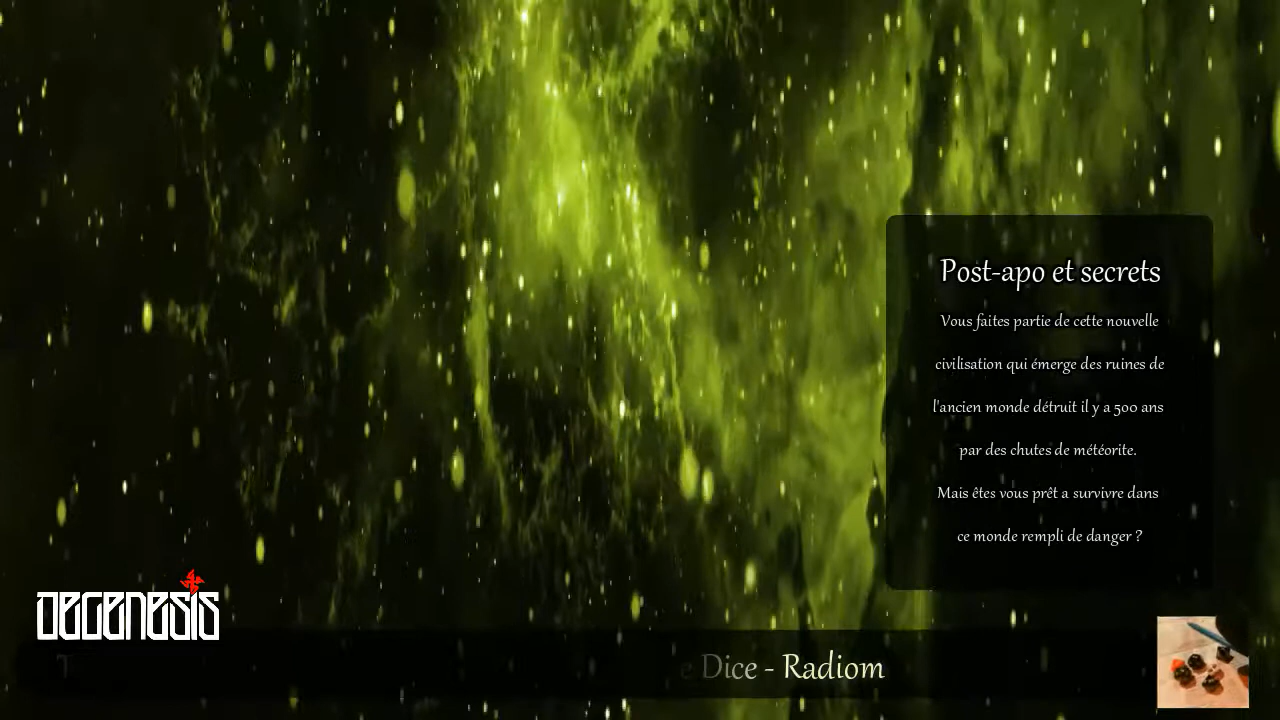 Post-apo et secrets
Vous faites partie de cette nouvelle
civilisation qui émerge des ruines de
l'ancien monde détruit il y a 500 ans
par des chutes de météorite.
Mais êtes vous prêt a survivre dans
ce monde rempli de danger ?
DEGENESIS
T e Dice - Radiom